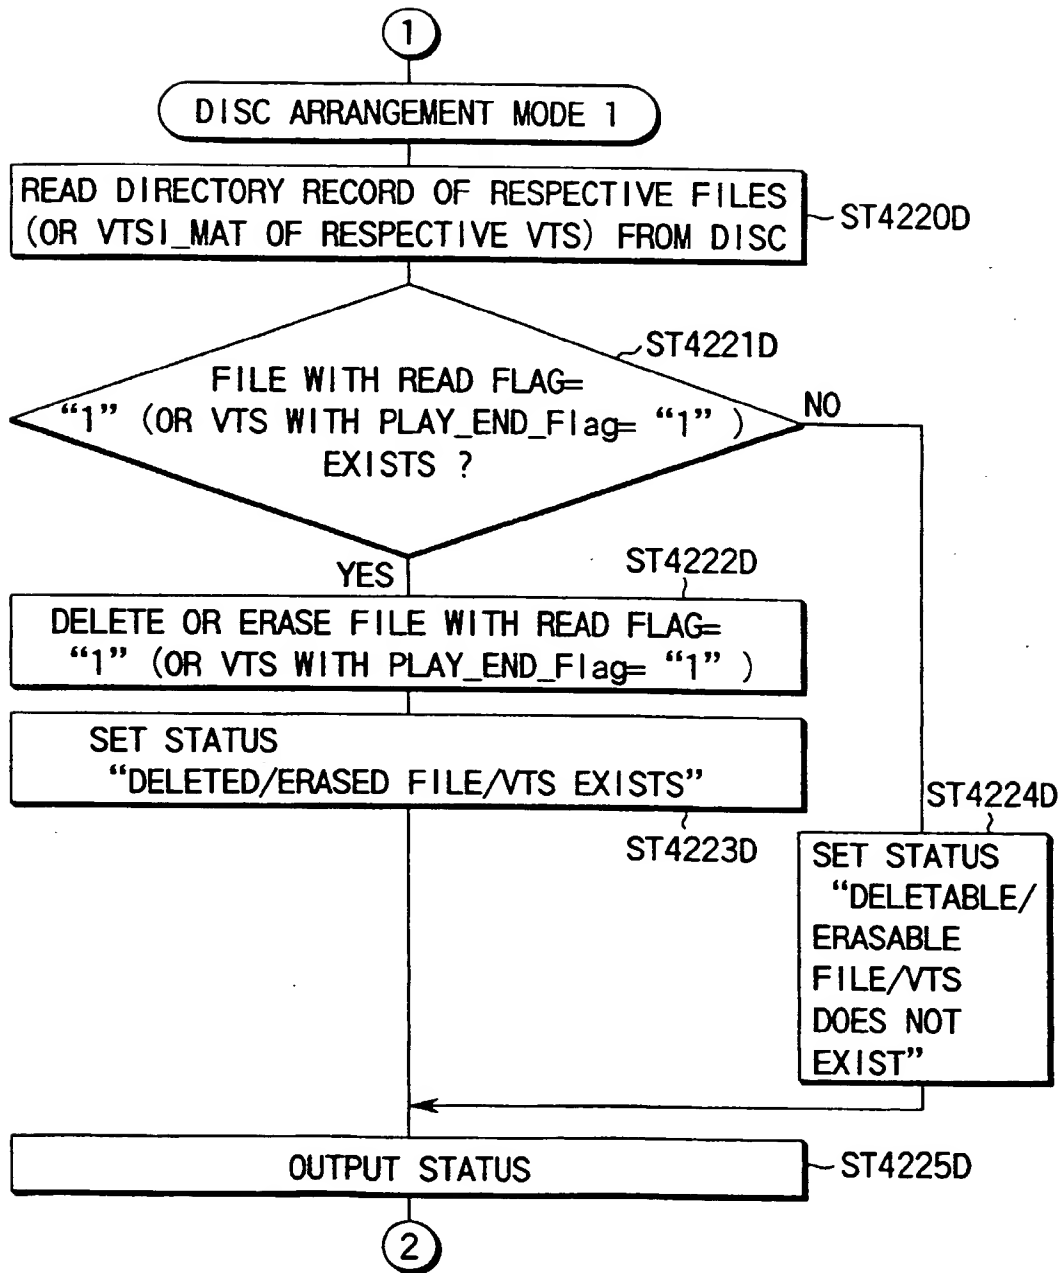 1
DISC ARRANGEMENT MODE 1
READ DIRECTORY RECORD OF RESPECTIVE FILES
(OR VTSI_MAT OF RESPECTIVE VTS) FROM DISC
ST4220D
ST4221D
FILE WITH READ FLAG=
“1” (OR VTS WITH PLAY_END_Flag= “1” )
EXISTS ?
NO
YES
ST4222D
DELETE OR ERASE FILE WITH READ FLAG=
“1” (OR VTS WITH PLAY_END_Flag= “1” )
SET STATUS
“DELETED/ERASED FILE/VTS EXISTS”
ST4223D
ST4224D
SET STATUS
“DELETABLE/
ERASABLE
FILE/VTS
DOES NOT
EXIST”
OUTPUT STATUS
ST4225D
2